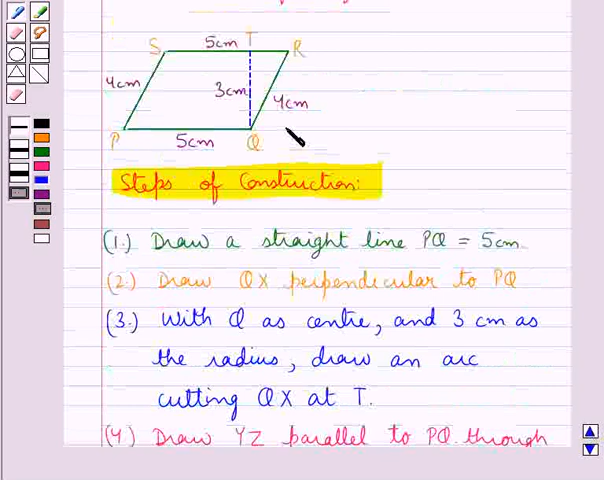 5cm T
S R
4cm 3cm 4cm
P 5cm Q
Steps of Construction:
(1.) Draw a straight line PQ = 5cm
(2.) Draw QX perpendicular to PQ
(3.) With Q as centre, and 3 cm as
the radius, draw an arc
cutting QX at T.
(4) Draw YZ parallel to PQ through